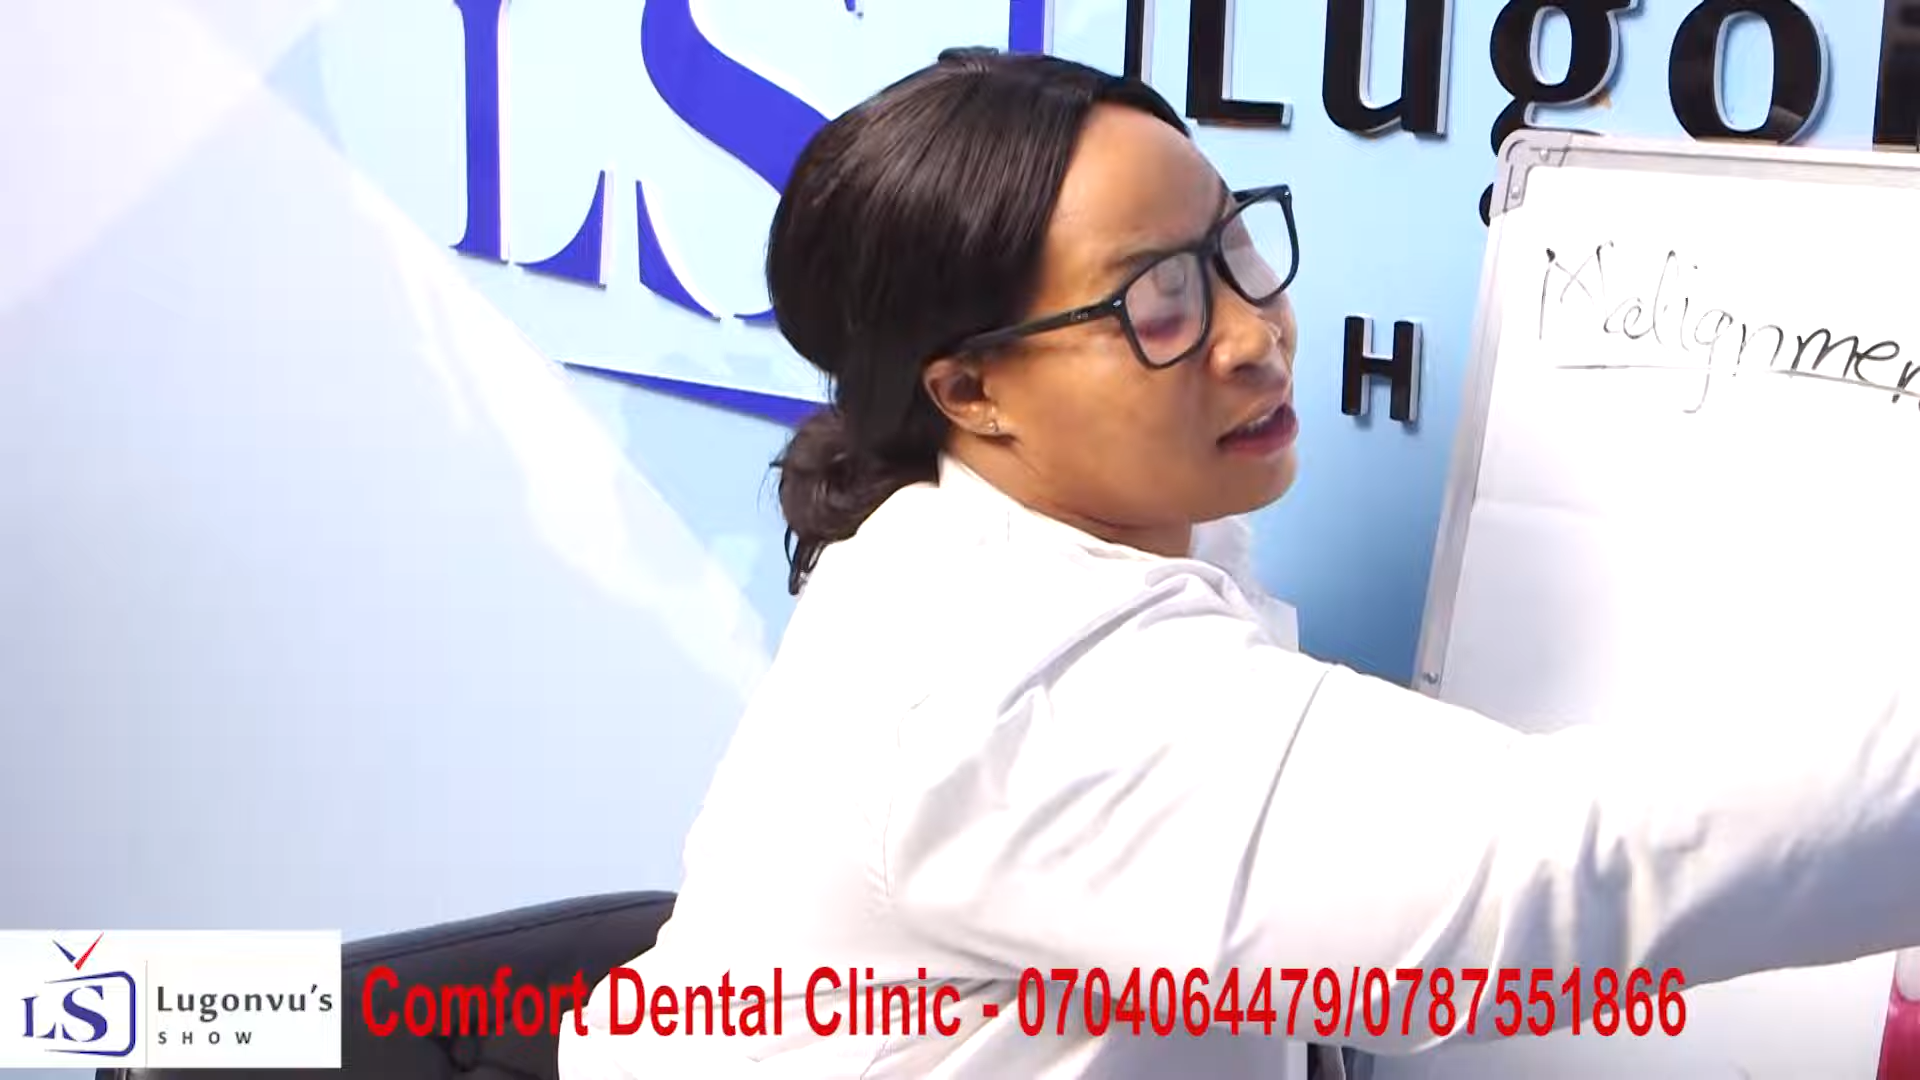 LS
Lugo
H
Malignmen
LS Lugonvu's
SHOW
Comfort Dental Clinic - 0704064479/0787551866